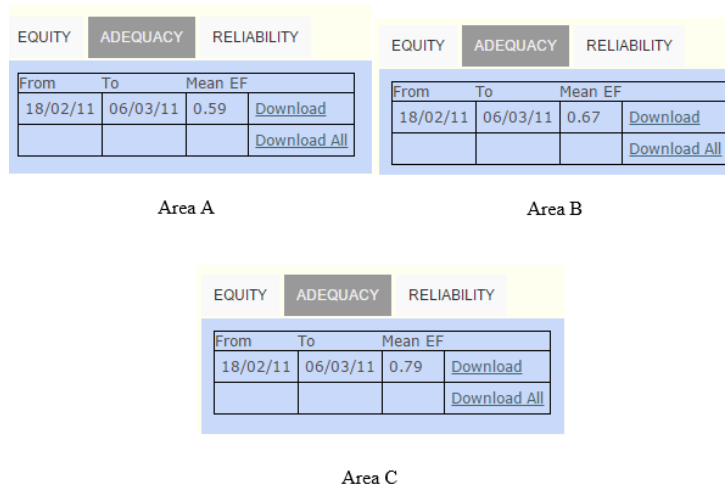 EQUITY ADEQUACY RELIABILITY
From To Mean EF
18/02/11 06/03/11 0.59 Download
Download All
Area A
EQUITY ADEQUACY RELIABILITY
From To Mean EF
18/02/11 06/03/11 0.67 Download
Download All
Area B
EQUITY ADEQUACY RELIABILITY
From To Mean EF
18/02/11 06/03/11 0.79 Download
Download All
Area C